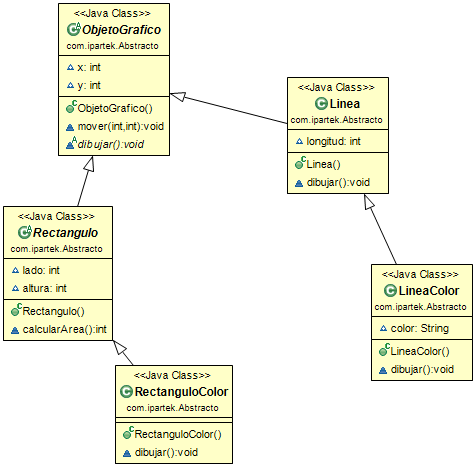 <<Java Class>>
ObjetoGrafico
com.ipartek.Abstracto
x: int
y: int
ObjetoGrafico()
mover(int,int):void
dibujar():void
<<Java Class>>
Linea
com.ipartek.Abstracto
longitud: int
Linea()
dibujar():void
<<Java Class>>
Rectangulo
com.ipartek.Abstracto
lado: int
altura: int
Rectangulo()
calcularArea():int
<<Java Class>>
LineaColor
com.ipartek.Abstracto
color: String
LineaColor()
dibujar():void
<<Java Class>>
RectanguloColor
com.ipartek.Abstracto
RectanguloColor()
dibujar():void